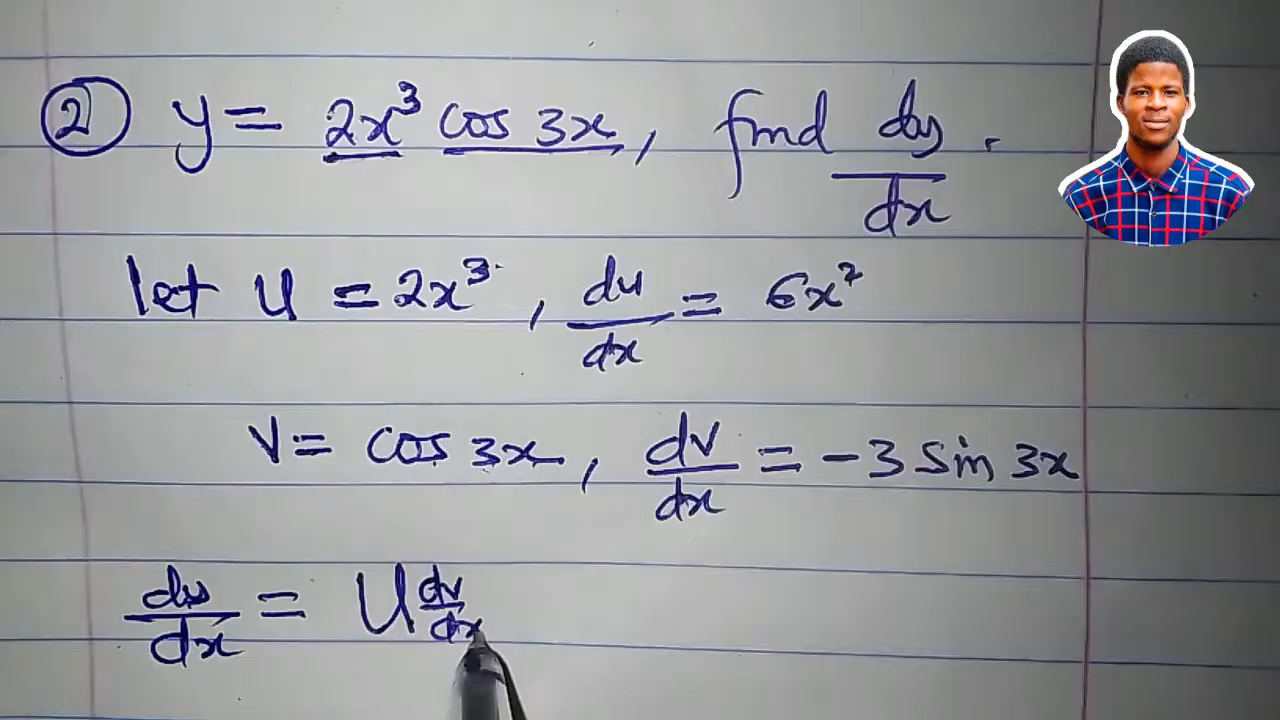 ② y = 2x³ cos 3x, find dy/dx.
let u = 2x³, du/dx = 6x²
v = cos 3x, dv/dx = -3 sin 3x
dy/dx = U dv/dx